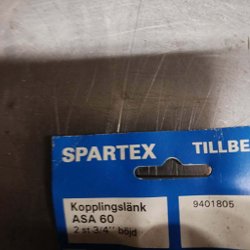 SPARTEX TILLBE
Kopplingslänk 9401805
ASA 60
2 st 3/4" böjd